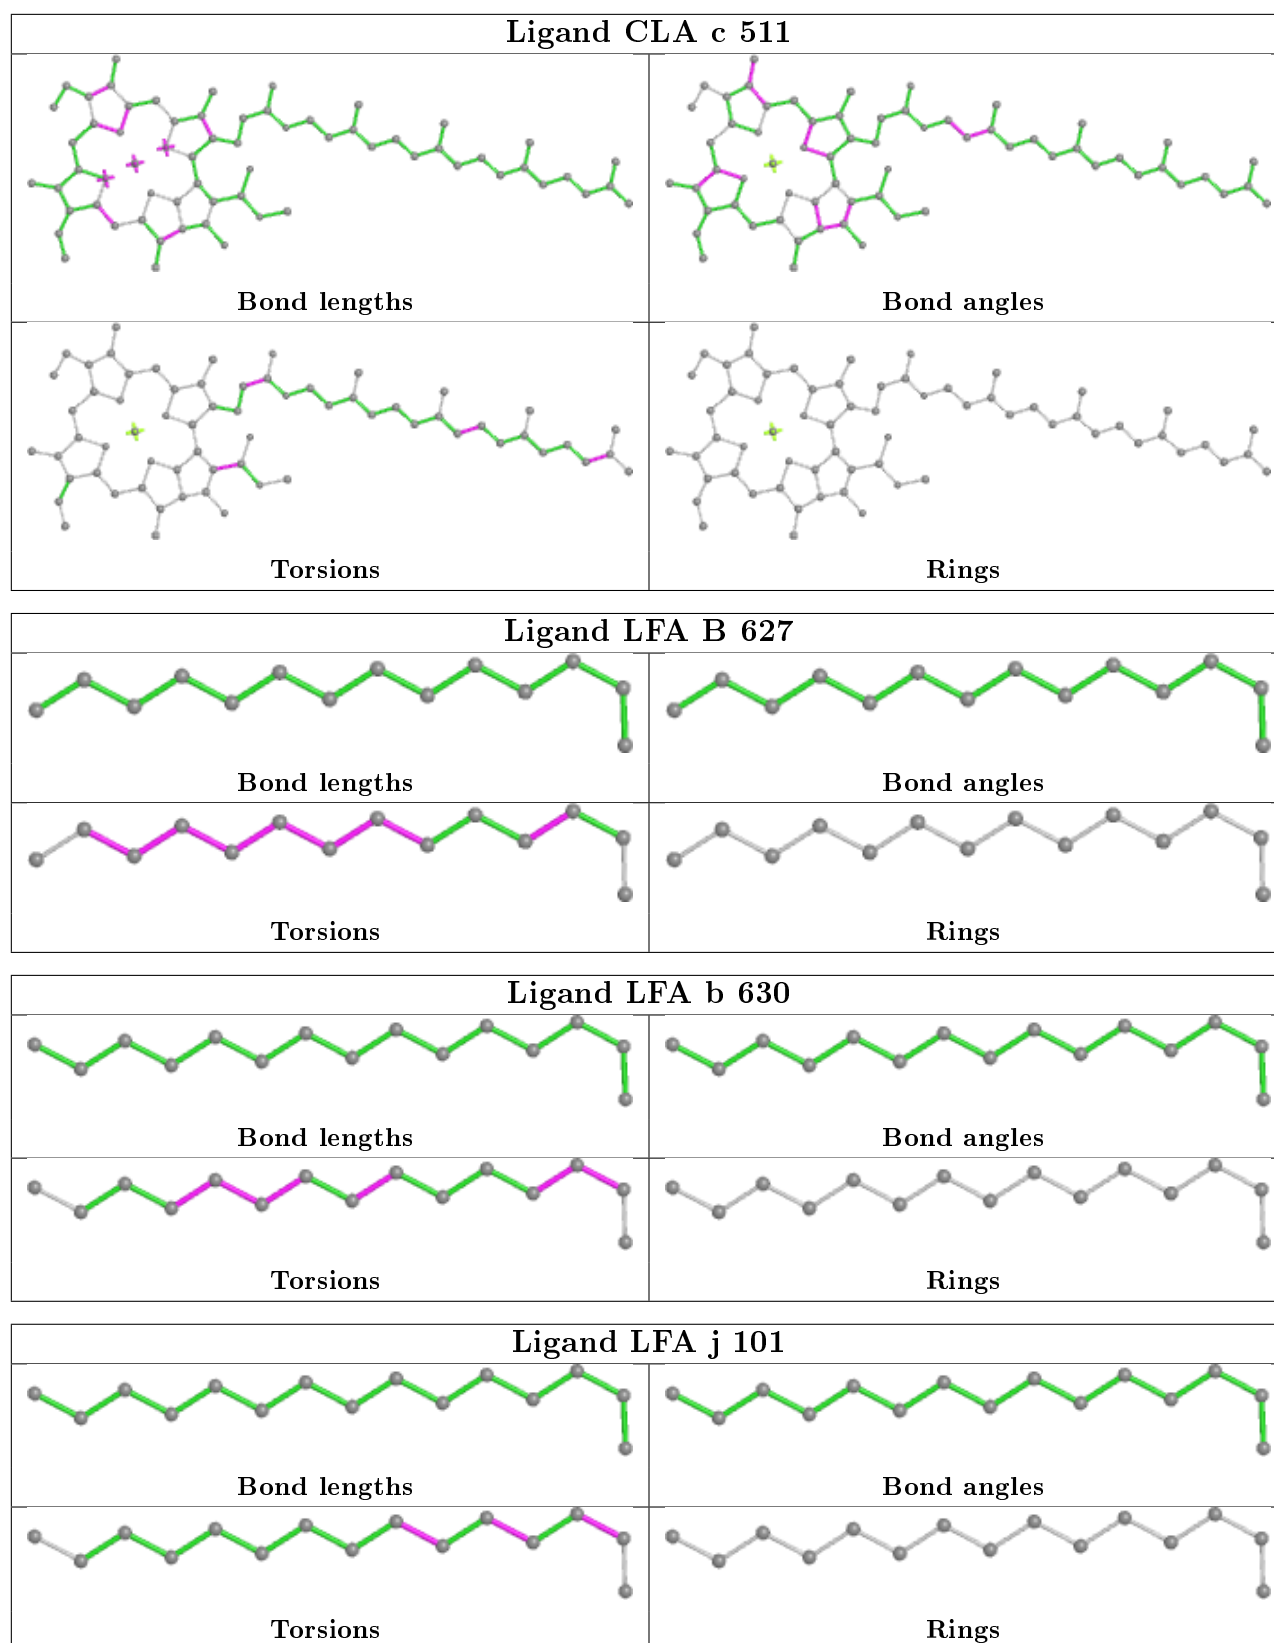 Ligand CLA c 511
Bond lengths
Bond angles
Torsions
Rings
Ligand LFA B 627
Bond lengths
Bond angles
Torsions
Rings
Ligand LFA b 630
Bond lengths
Bond angles
Torsions
Rings
Ligand LFA j 101
Bond lengths
Bond angles
Torsions
Rings